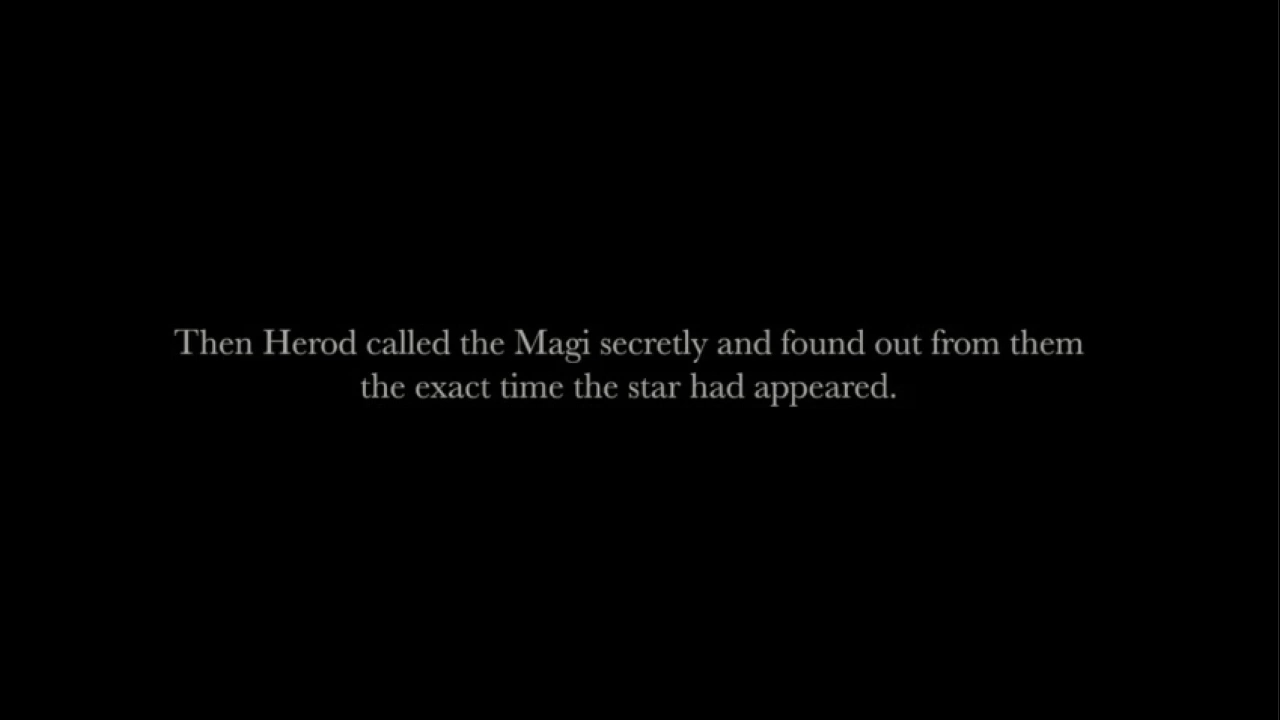 Then Herod called the Magi secretly and found out from them
the exact time the star had appeared.